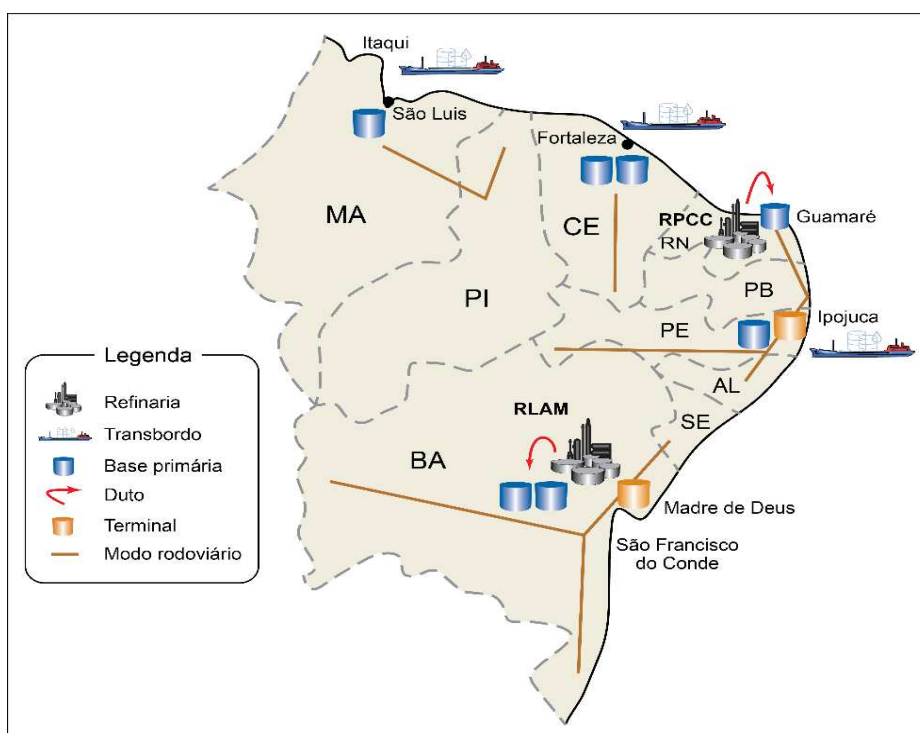 Itaqui
São Luis
Fortaleza
MA
CE
RPCC
RN
Guamaré
PI
PB
PE
Ipojuca
AL
SE
Legenda
Refinaria
Transbordo
Base primária
Duto
Terminal
Modo rodoviário
RLAM
BA
Madre de Deus
São Francisco
do Conde